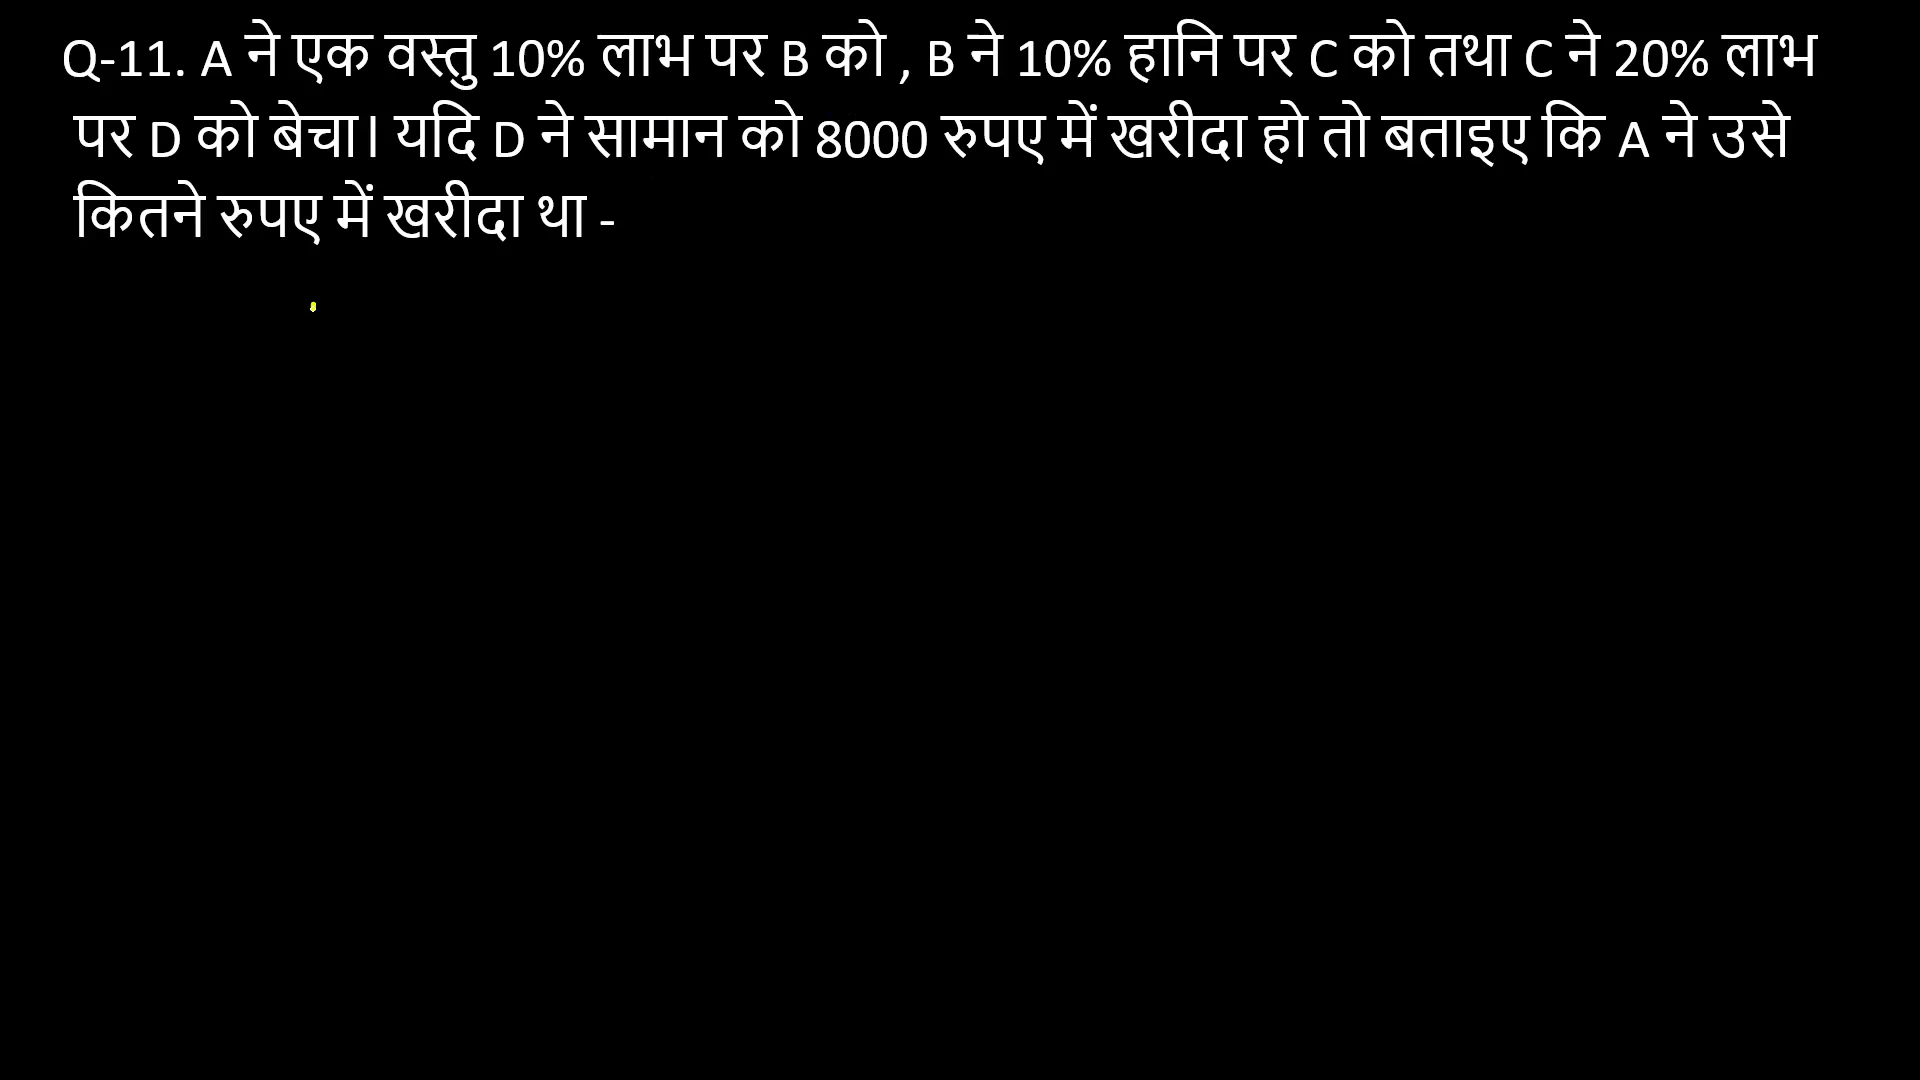 Q-11. A ने एक वस्तु 10% लाभ पर B को , B ने 10% हानि पर C को तथा C ने 20% लाभ
पर D को बेचा। यदि D ने सामान को 8000 रुपए में खरीदा हो तो बताइए कि A ने उसे
कितने रुपए में खरीदा था -